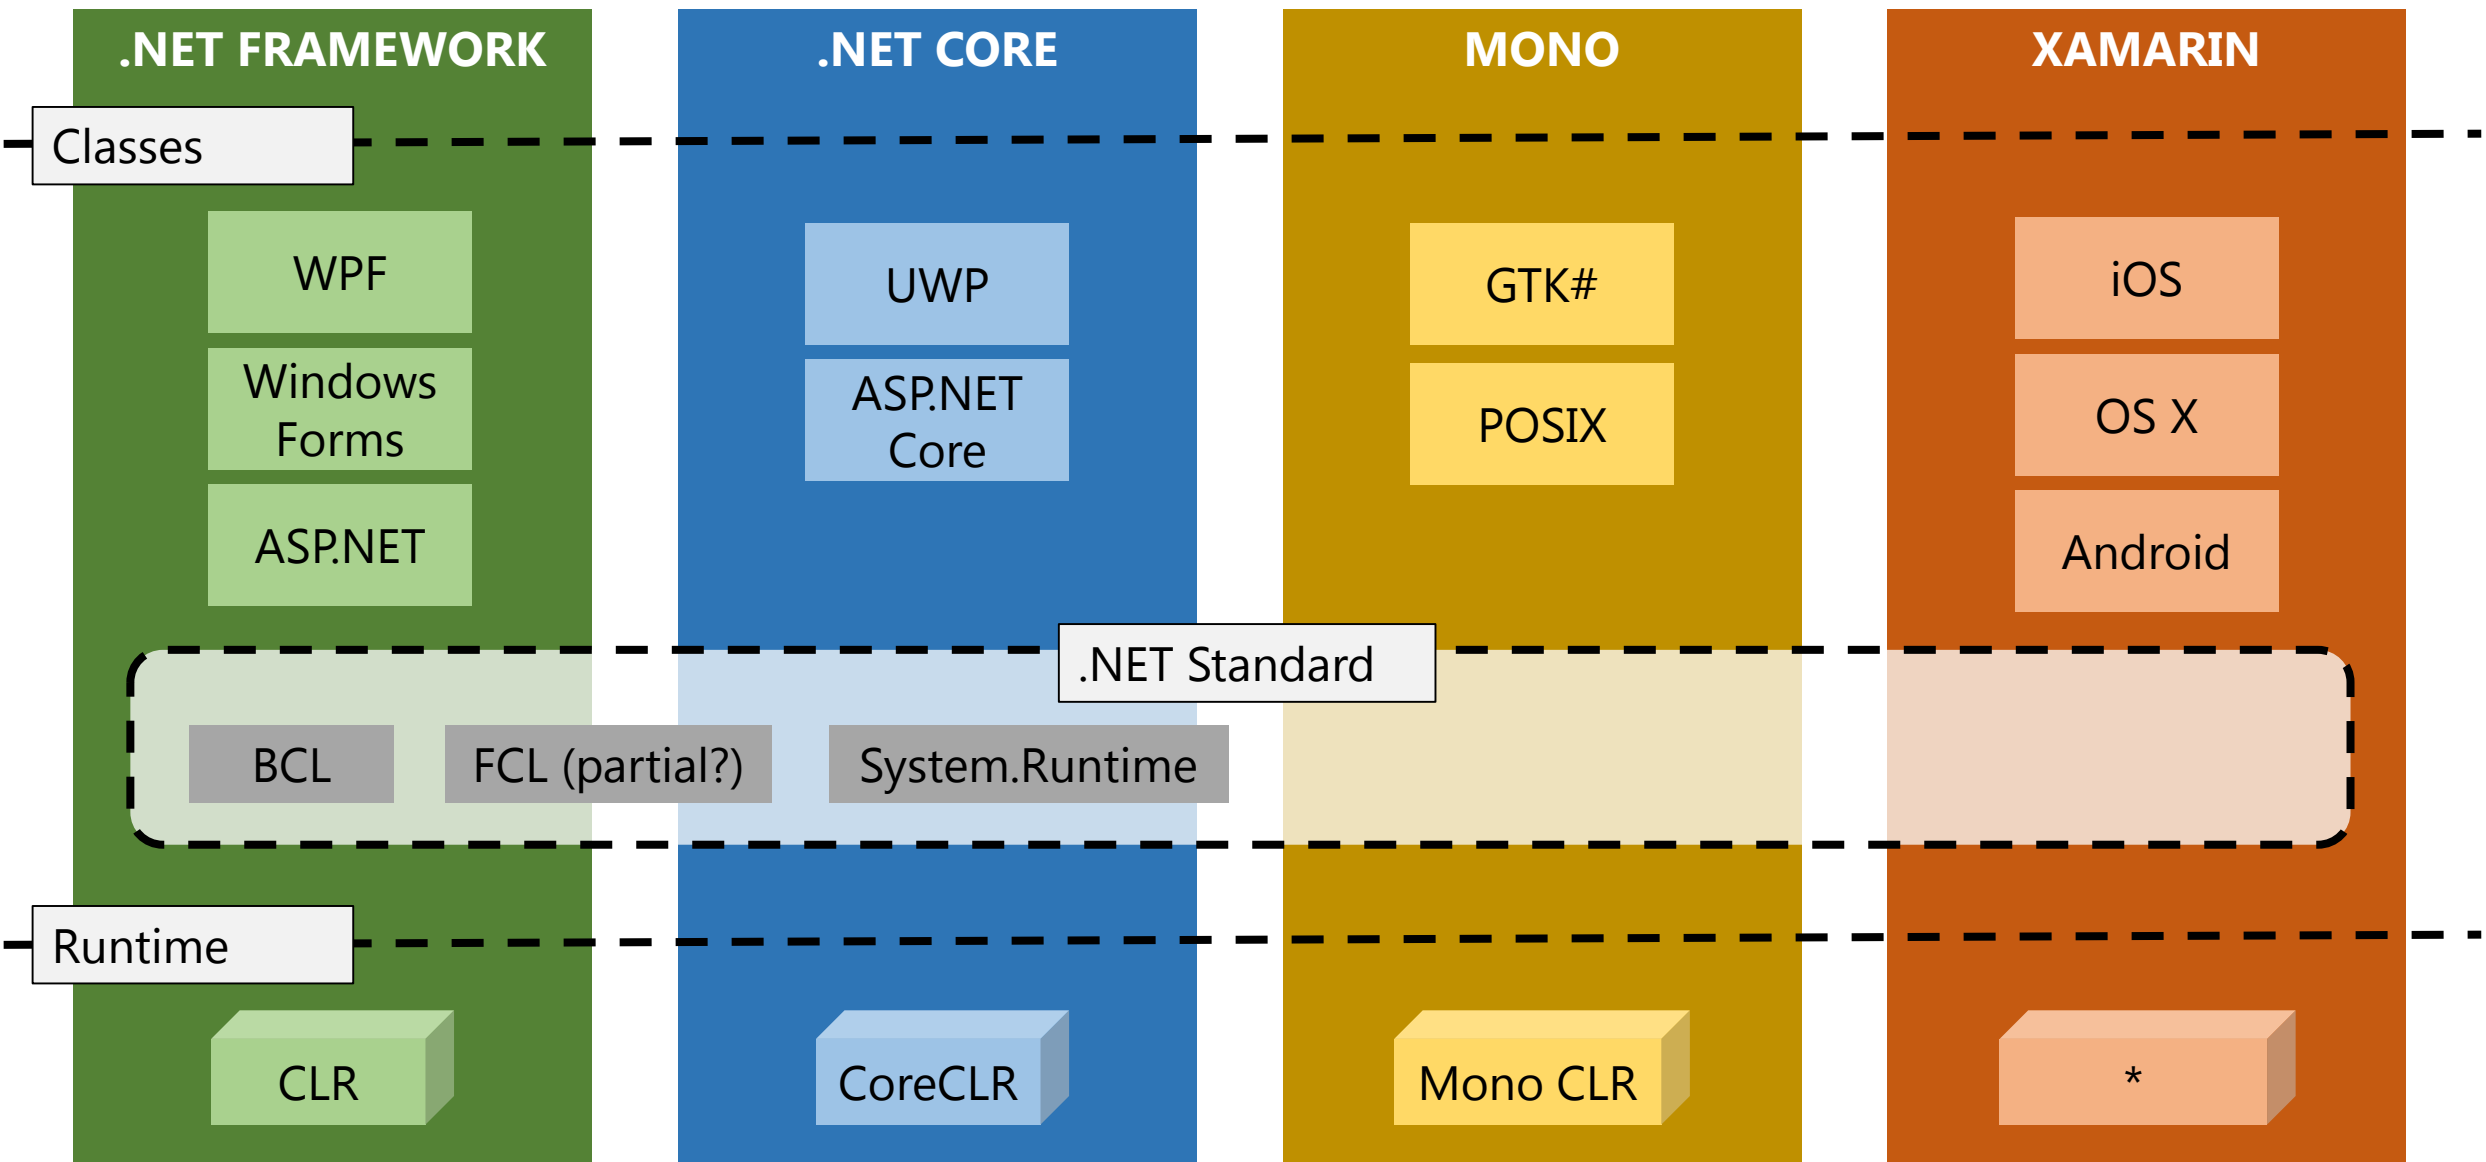 .NET FRAMEWORK
.NET CORE
MONO
XAMARIN
Classes
WPF
Windows
Forms
ASP.NET
UWP
ASP.NET
Core
GTK#
POSIX
iOS
OS X
Android
.NET Standard
BCL
FCL (partial?)
System.Runtime
Runtime
CLR
CoreCLR
Mono CLR
*